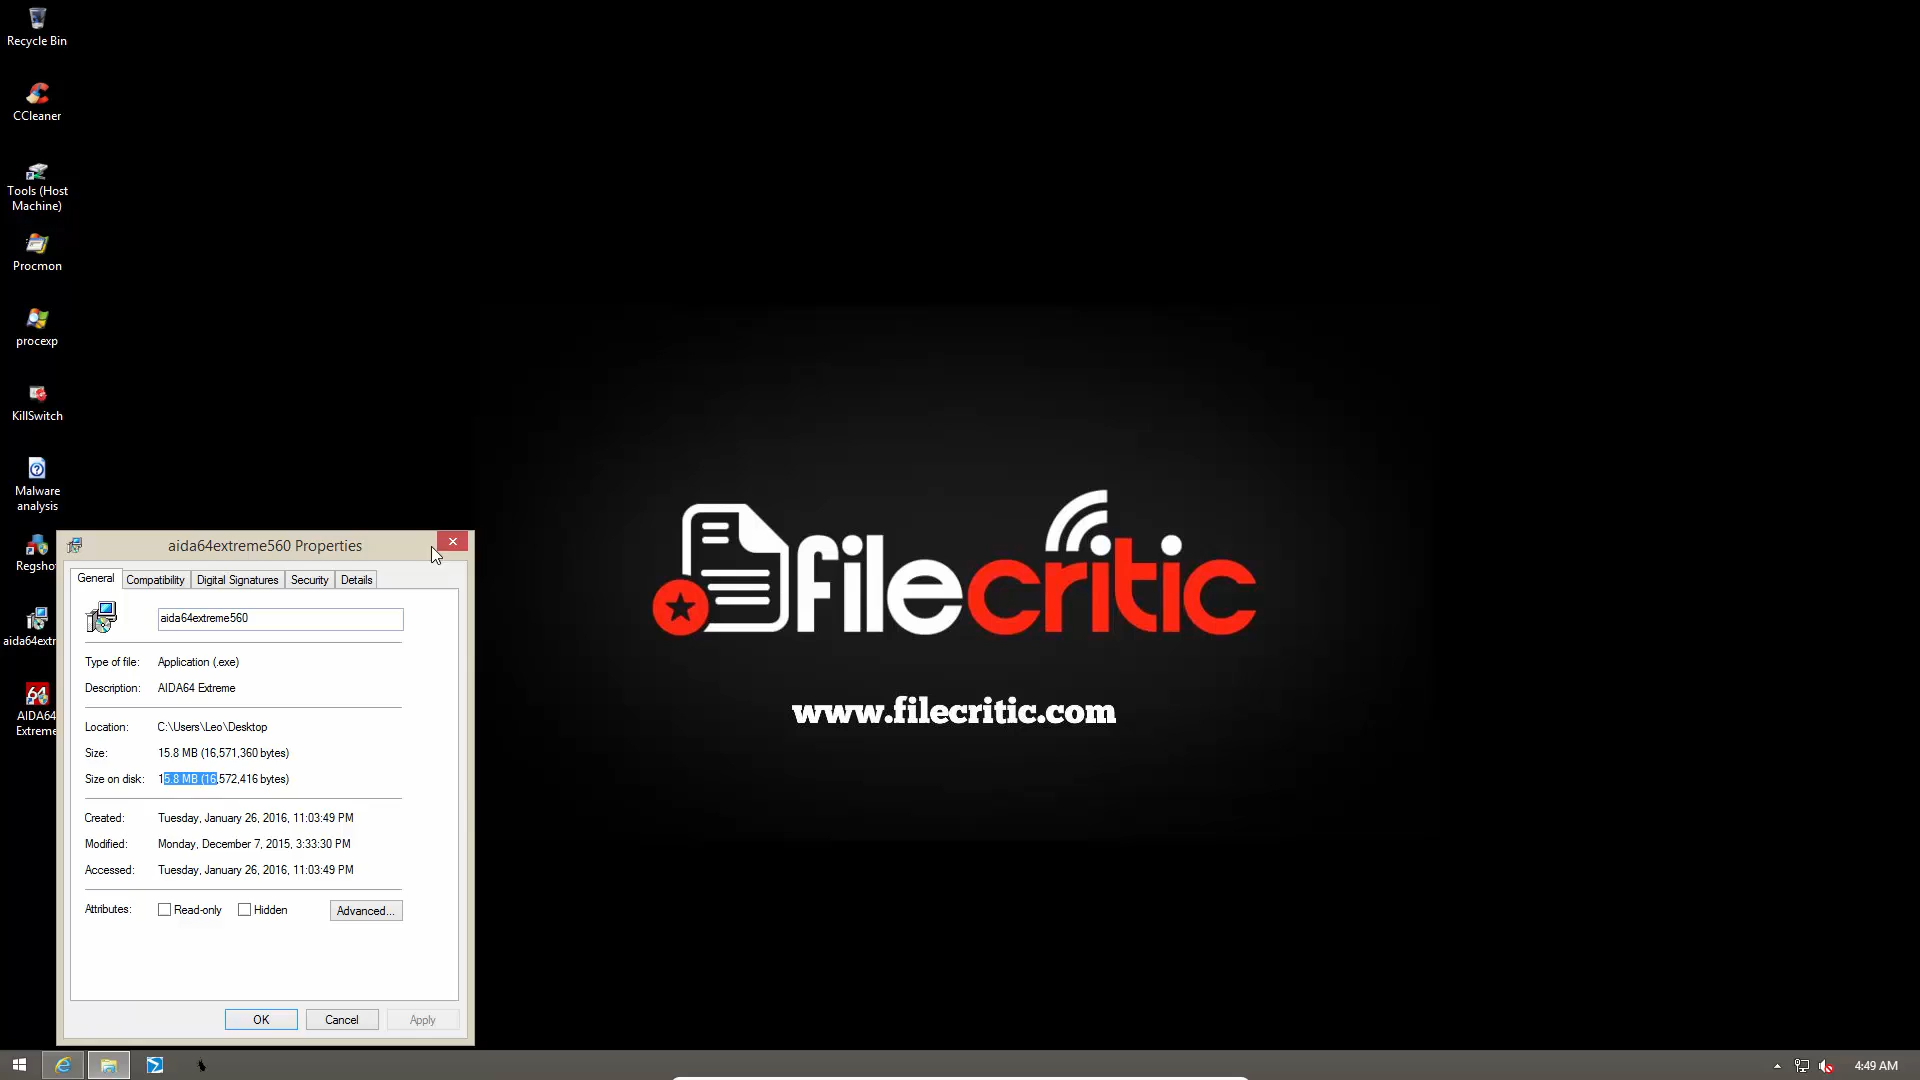 Recycle Bin
CCleaner
Tools (Host
Machine)
Procmon
procexp
KillSwitch
Malware
analysis
Regshot
aida64extr
AIDA64
Extreme
aida64extreme560 Properties
General Compatibility Digital Signatures Security Details
aida64extreme560
Type of file: Application (.exe)
Description: AIDA64 Extreme
Location: C:\Users\Leo\Desktop
Size: 15.8 MB (16,571,360 bytes)
Size on disk: 15.8 MB (16,572,416 bytes)
Created: Tuesday, January 26, 2016, 11:03:49 PM
Modified: Monday, December 7, 2015, 3:33:30 PM
Accessed: Tuesday, January 26, 2016, 11:03:49 PM
Attributes: Read-only Hidden Advanced...
OK Cancel Apply
filecritic
www.filecritic.com
64
4:49 AM